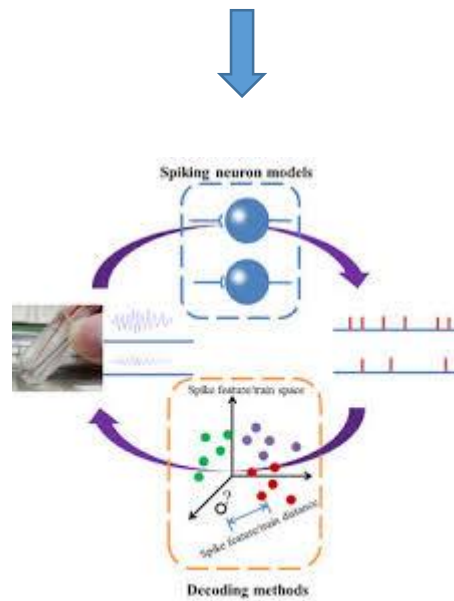 Spiking neuron models
Spike feature/train space
?
Spike feature/train distance
Decoding methods